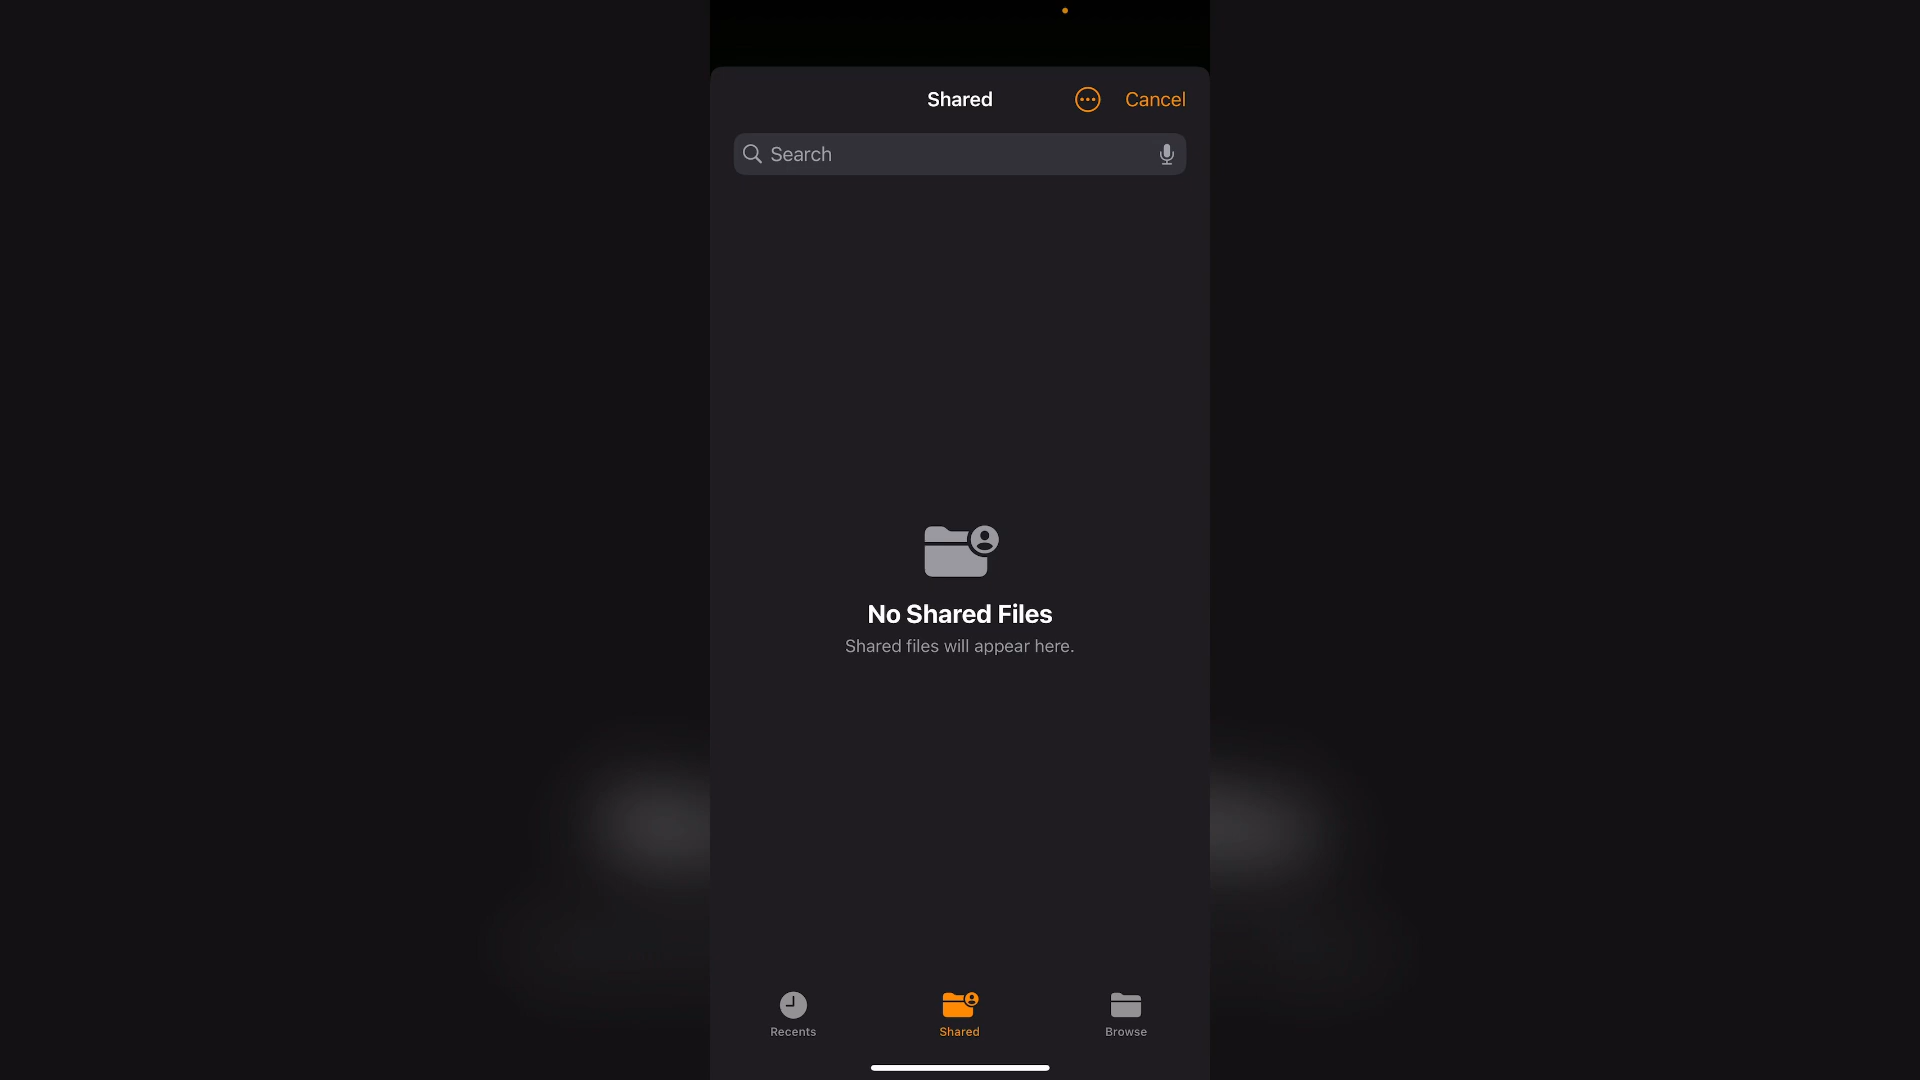 Shared
Cancel
Search
No Shared Files
Shared files will appear here.
Recents
Shared
Browse